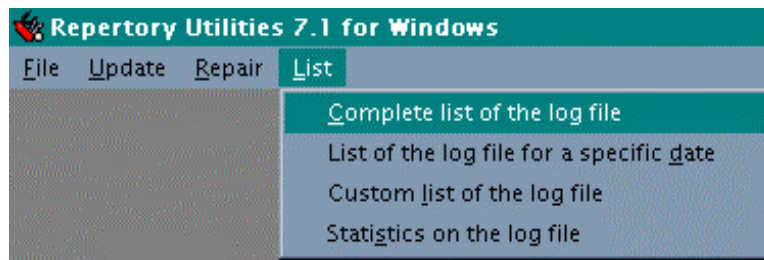 Repertory Utilities 7.1 for Windows
File Update Repair List
Complete list of the log file
List of the log file for a specific date
Custom list of the log file
Statistics on the log file